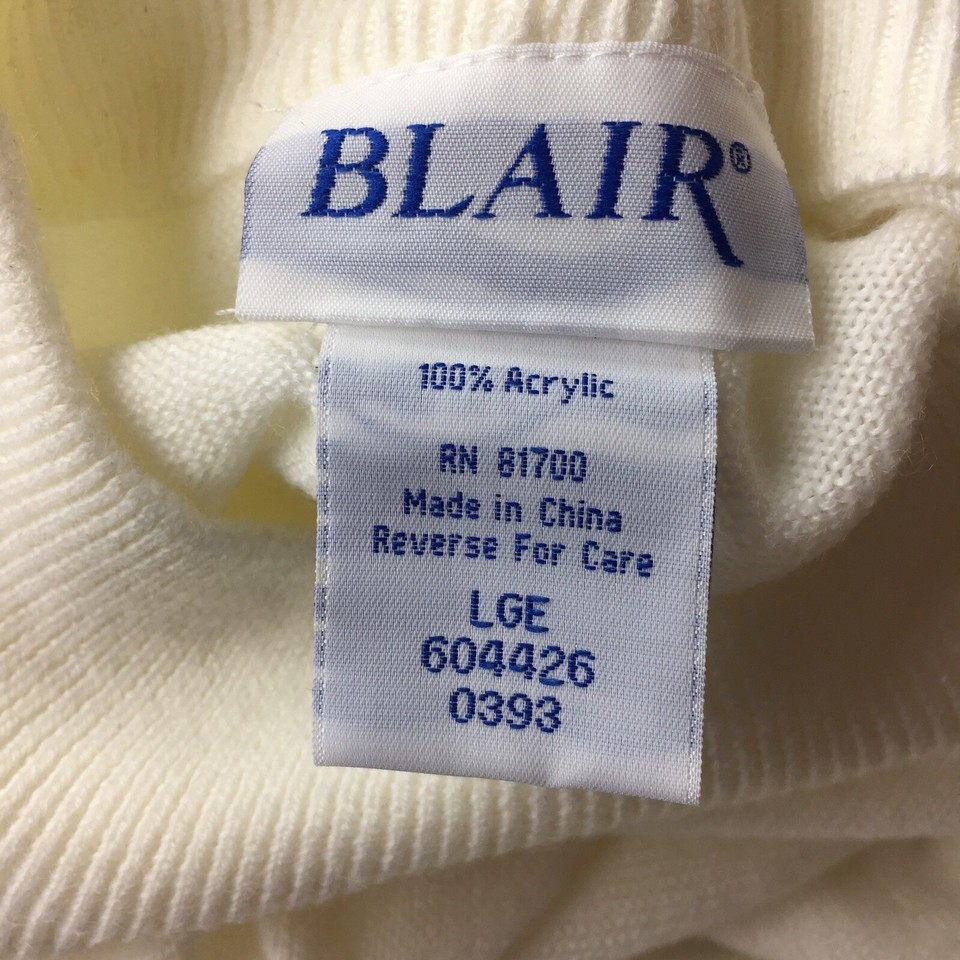 BLAIR®
100% Acrylic
RN 81700
Made in China
Reverse For Care
LGE
604426
0393